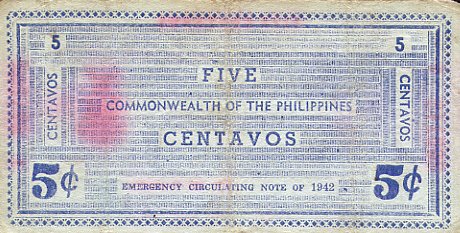 5 5
FIVE
COMMONWEALTH OF THE PHILIPPINES
CENTAVOS CENTAVOS
CENTAVOS
5¢ 5¢
EMERGENCY CIRCULATING NOTE OF 1942